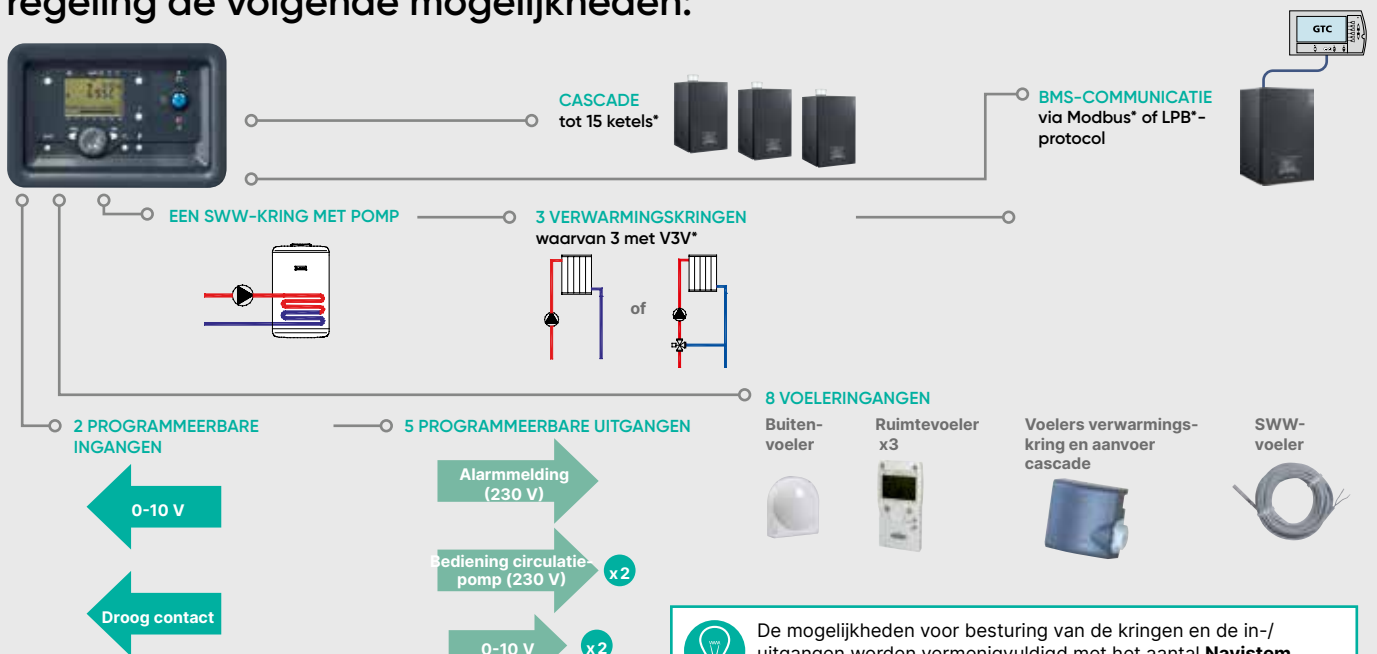 regeling de volgende mogelijkheden:
GTC
CASCADE
tot 15 ketels*
BMS-COMMUNICATIE
via Modbus* of LPB*-
protocol
EEN SWW-KRING MET POMP
3 VERWARMINGSKRINGEN
waarvan 3 met V3V*
of
8 VOELERINGANGEN
Buiten-
voeler
Ruimtevoeler
x3
Voelers verwarmings-
kring en aanvoer
cascade
SWW-
voeler
2 PROGRAMMEERBARE
INGANGEN
0-10 V
Droog contact
5 PROGRAMMEERBARE UITGANGEN
Alarmmelding
(230 V)
Bediening circulatie-
pomp (230 V)
x2
0-10 V
x2
De mogelijkheden voor besturing van de kringen en de in-/
uitgangen worden vermenigvuldigd met het aantal Navistem